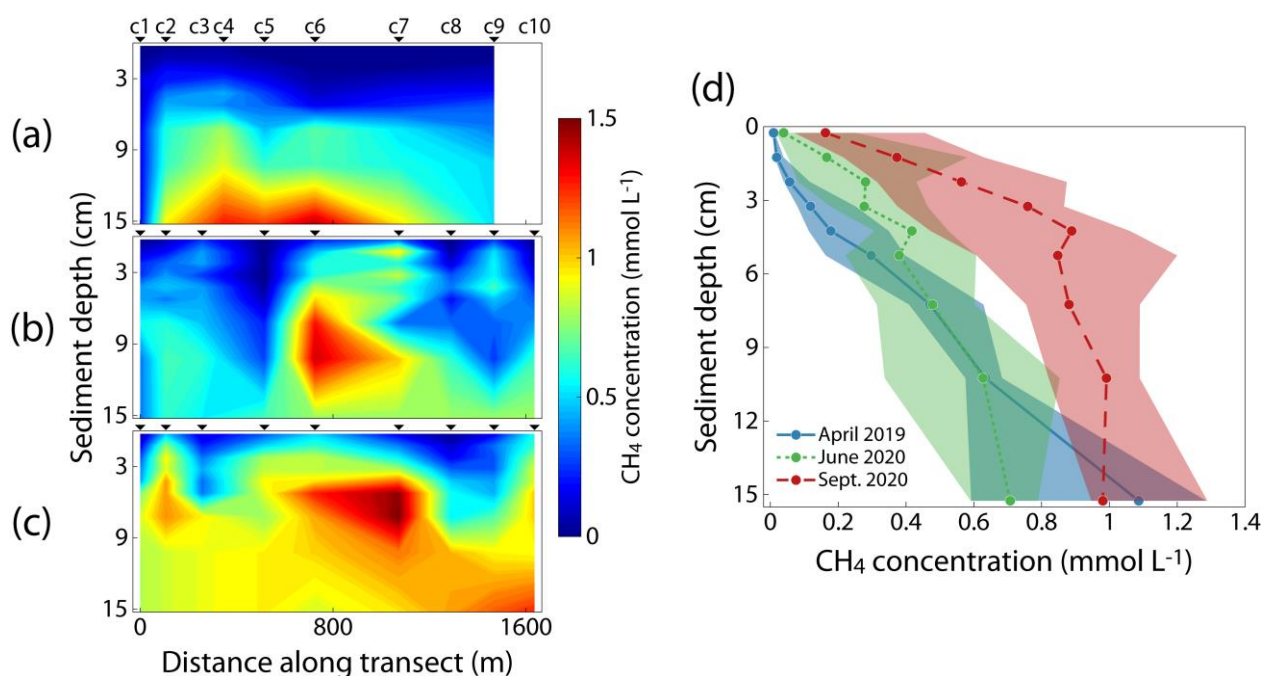 c1 c2 c3 c4 c5 c6 c7 c8 c9 c10
(a)
3
9
15
(b)
3
9
15
(c)
3
9
15
Sediment depth (cm)
0 800 1600
Distance along transect (m)
1.5
1
0.5
0
CH₄ concentration (mmol L⁻¹)
(d)
0
3
6
9
12
15
Sediment depth (cm)
April 2019
June 2020
Sept. 2020
0 0.2 0.4 0.6 0.8 1 1.2 1.4
CH₄ concentration (mmol L⁻¹)